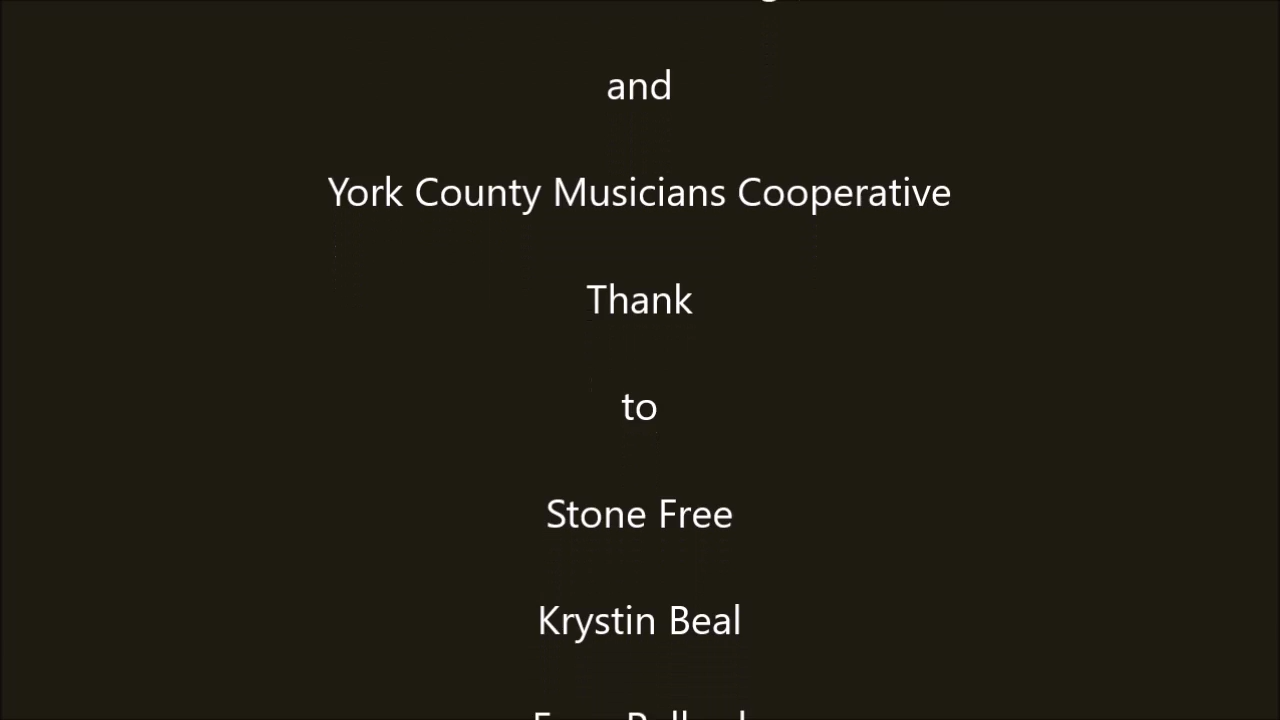 and
York County Musicians Cooperative
Thank
to
Stone Free
Krystin Beal